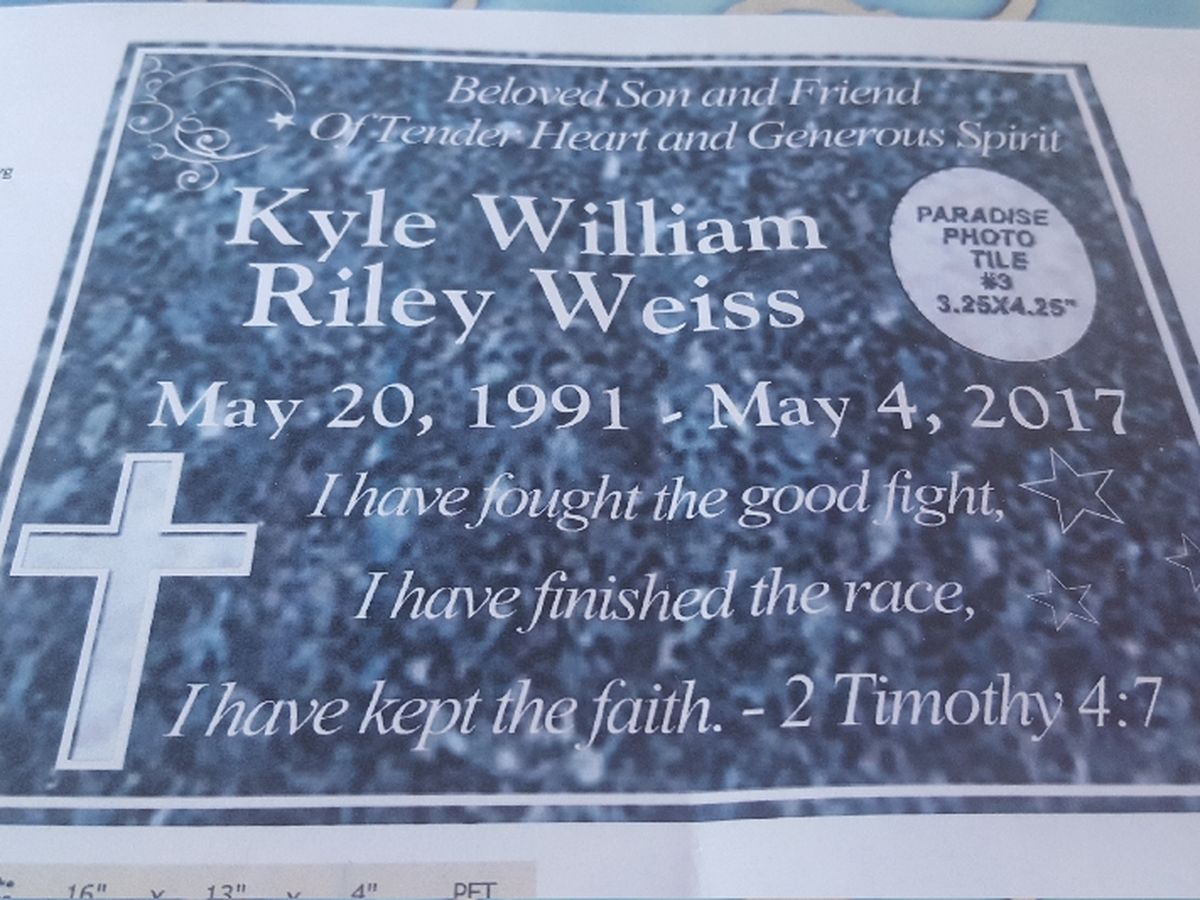 Beloved Son and Friend
Of Tender Heart and Generous Spirit
Kyle William
Riley Weiss
PARADISE
PHOTO
TILE
#3
3.25X4.25"
May 20, 1991 - May 4, 2017
I have fought the good fight,
I have finished the race,
I have kept the faith. - 2 Timothy 4:7
16" x 13" x 4" PFT